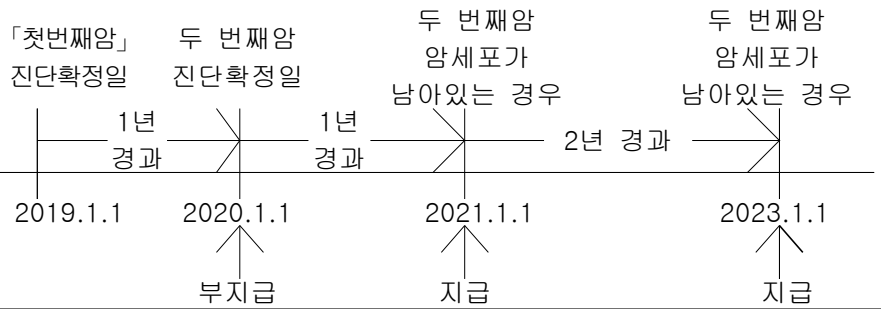 「첫번째암」
진단확정일
두 번째암
진단확정일
두 번째암
암세포가
남아있는 경우
두 번째암
암세포가
남아있는 경우
1년
경과
1년
경과
2년 경과
2019.1.1
2020.1.1
2021.1.1
2023.1.1
부지급
지급
지급